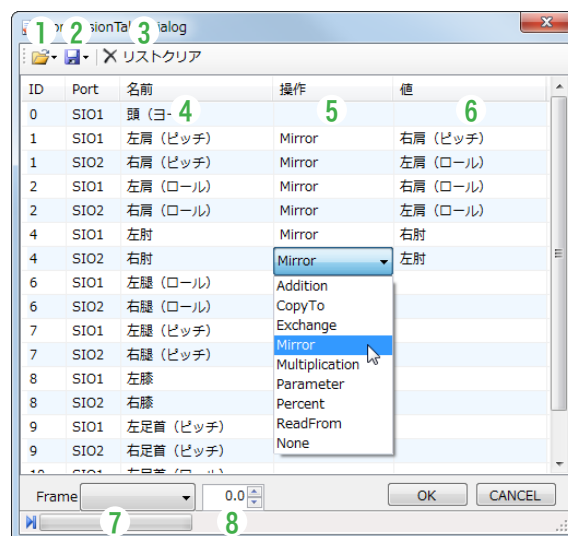 1 2 3
sionTa ialog
リストクリア
ID Port 名前 操作 値
4 5 6
0 SIO1 頭（ヨー
1 SIO1 左肩（ピッチ） Mirror 右肩（ピッチ）
1 SIO2 右肩（ピッチ） Mirror 左肩（ロール）
2 SIO1 左肩（ロール） Mirror 右肩（ロール）
2 SIO2 右肩（ロール） Mirror 左肩（ロール）
4 SIO1 左肘 Mirror 右肘
4 SIO2 右肘 Mirror 左肘
6 SIO1 左腿（ロール） Addition
6 SIO2 右腿（ロール） CopyTo
7 SIO1 左腿（ピッチ） Exchange
7 SIO2 右腿（ピッチ） Mirror
8 SIO1 左膝 Multiplication
8 SIO2 右膝 Parameter
9 SIO1 左足首（ピッチ） Percent
9 SIO2 右足首（ピッチ） ReadFrom
None
Frame 0.0 OK CANCEL
7 8